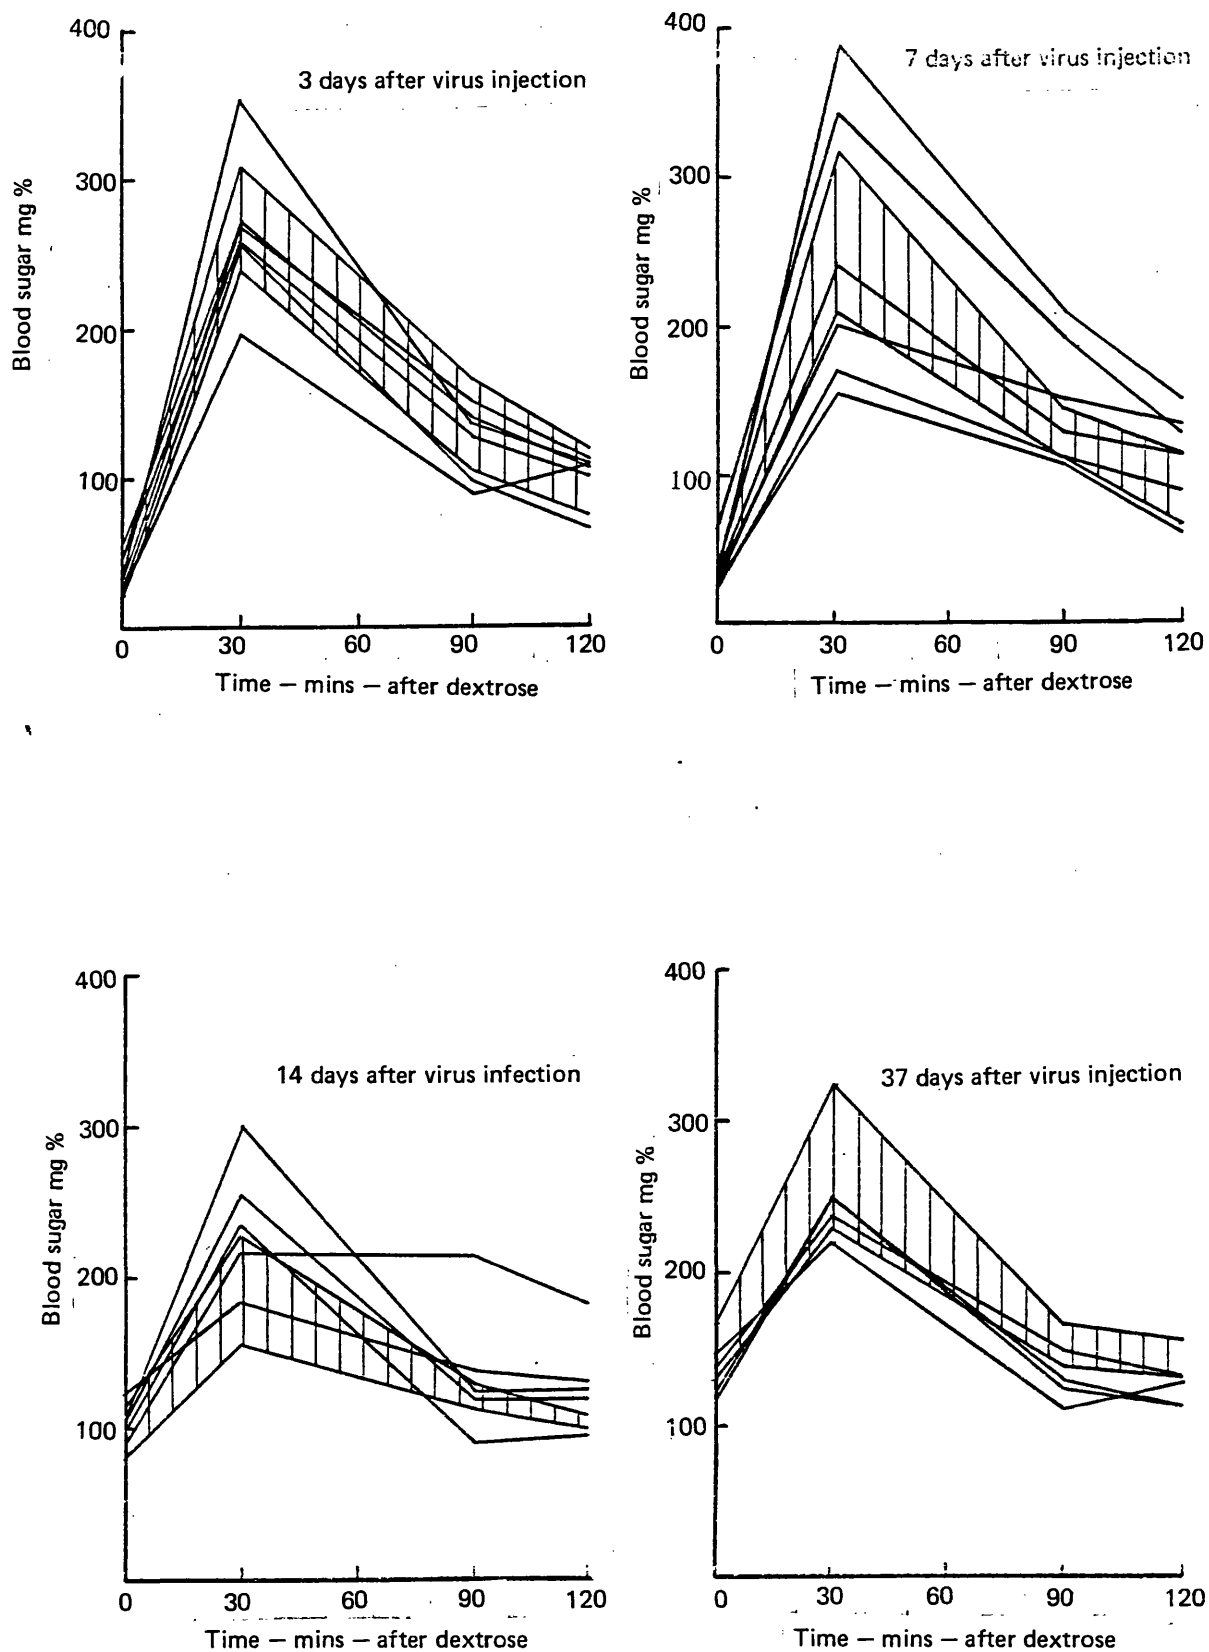 400
3 days after virus injection
300
200
100
Blood sugar mg %
0 30 60 90 120
Time – mins – after dextrose
400
7 days after virus injection
300
200
100
Blood sugar mg %
0 30 60 90 120
Time – mins – after dextrose
400
14 days after virus infection
300
200
100
Blood sugar mg %
0 30 60 90 120
Time – mins – after dextrose
400
37 days after virus injection
300
200
100
Blood sugar mg %
0 30 60 90 120
Time – mins – after dextrose